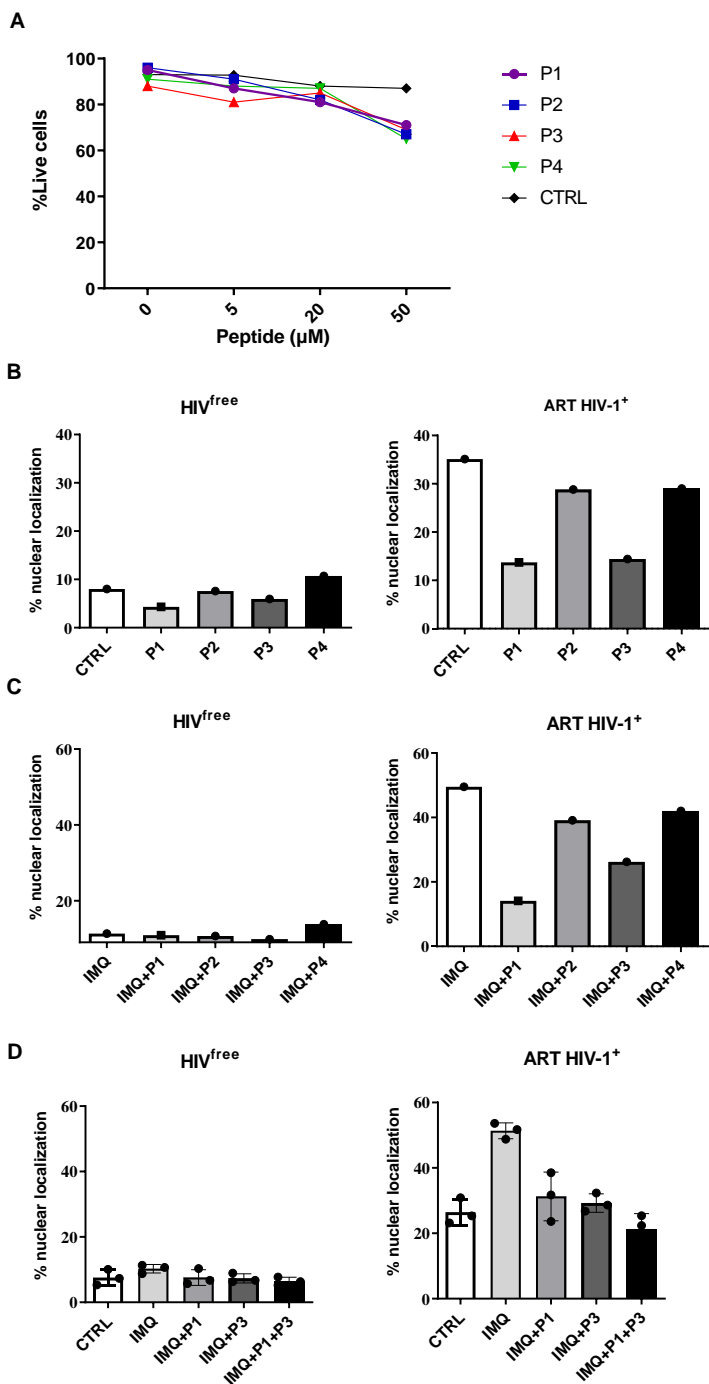 A
%Live cells
100
80
60
40
20
0
0 5 20 50
Peptide (µM)
P1
P2
P3
P4
CTRL
B
HIVfree
% nuclear localization
40
30
20
10
0
CTRL P1 P2 P3 P4
ART HIV-1+
% nuclear localization
40
30
20
10
0
CTRL P1 P2 P3 P4
C
HIVfree
% nuclear localization
60
40
20
IMQ IMQ+P1 IMQ+P2 IMQ+P3 IMQ+P4
ART HIV-1+
% nuclear localization
60
40
20
0
IMQ IMQ+P1 IMQ+P2 IMQ+P3 IMQ+P4
D
HIVfree
% nuclear localization
60
40
20
0
CTRL IMQ IMQ+P1 IMQ+P3 IMQ+P1+P3
ART HIV-1+
% nuclear localization
60
40
20
0
CTRL IMQ IMQ+P1 IMQ+P3 IMQ+P1+P3